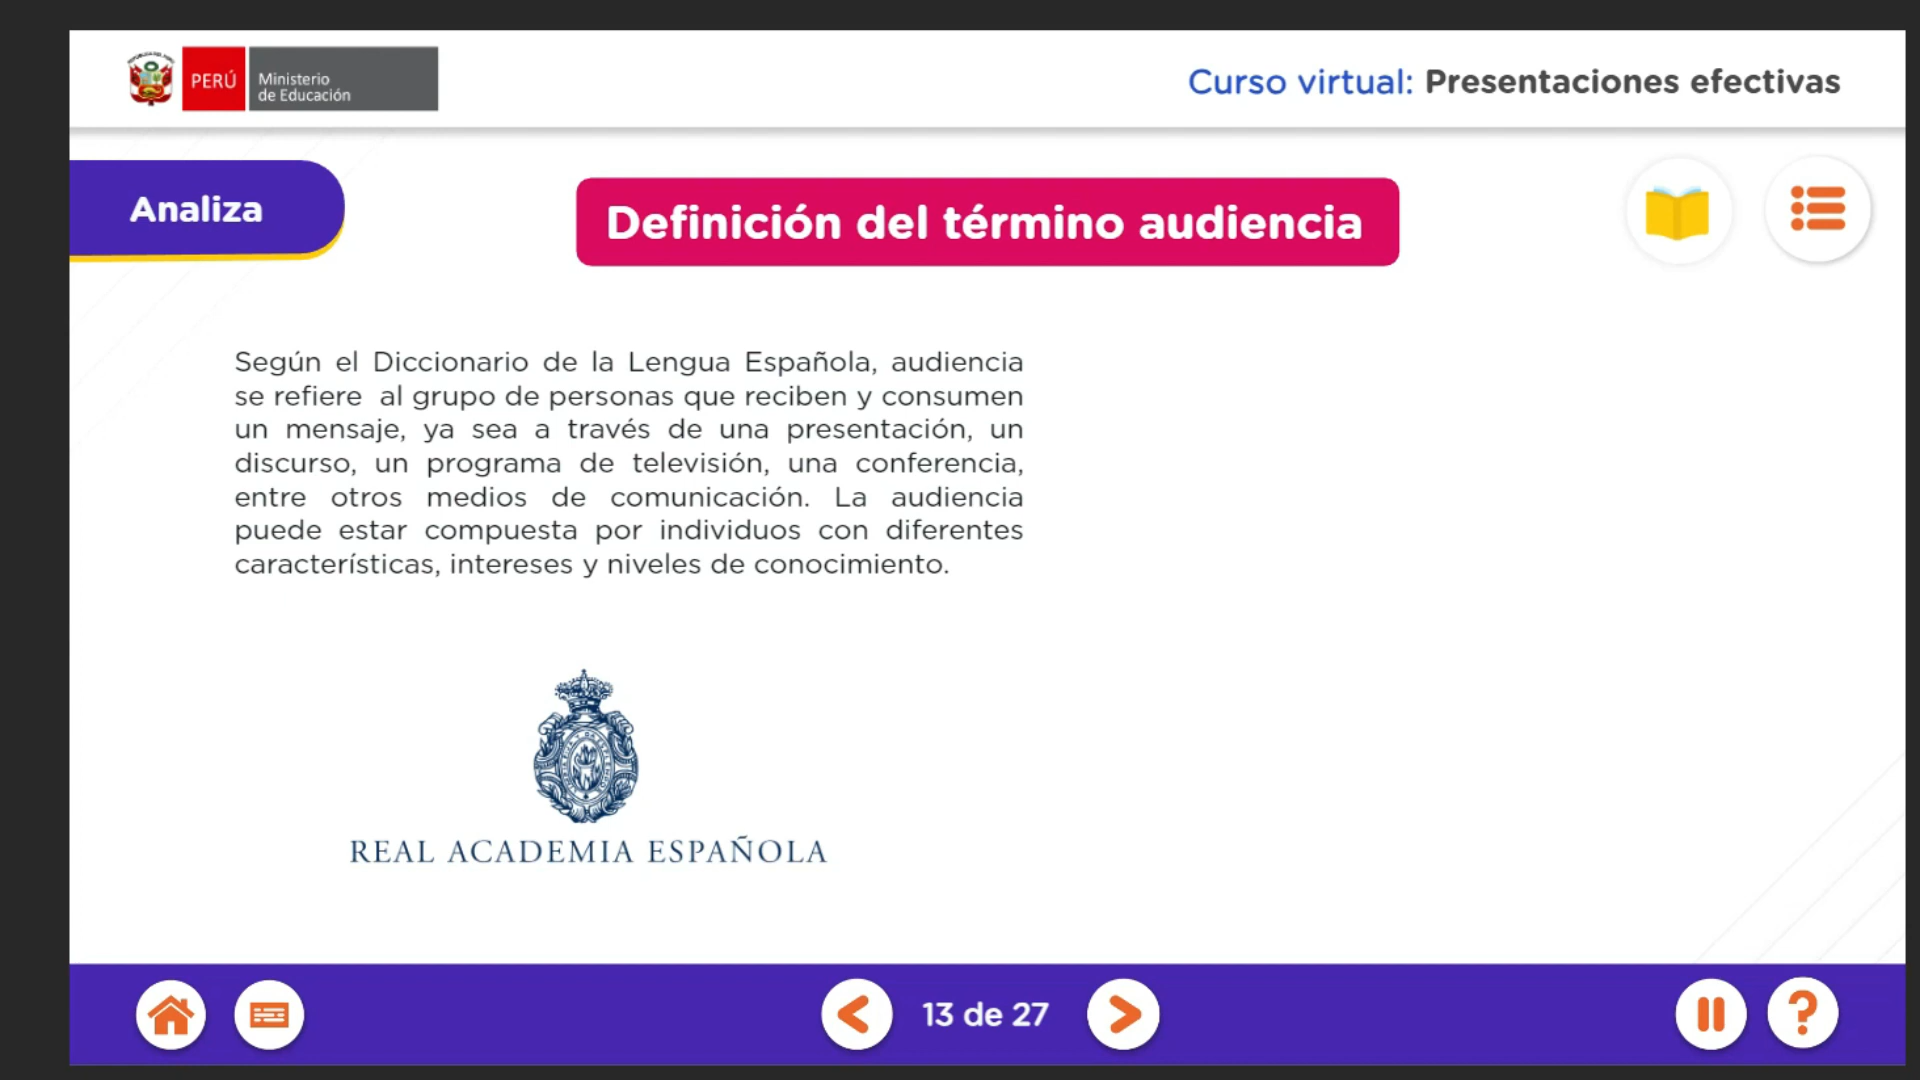 PERÚ
Ministerio
de Educación
Curso virtual: Presentaciones efectivas
Analiza
Definición del término audiencia
Según el Diccionario de la Lengua Española, audiencia
se refiere al grupo de personas que reciben y consumen
un mensaje, ya sea a través de una presentación, un
discurso, un programa de televisión, una conferencia,
entre otros medios de comunicación. La audiencia
puede estar compuesta por individuos con diferentes
características, intereses y niveles de conocimiento.
REAL ACADEMIA ESPAÑOLA
13 de 27
?